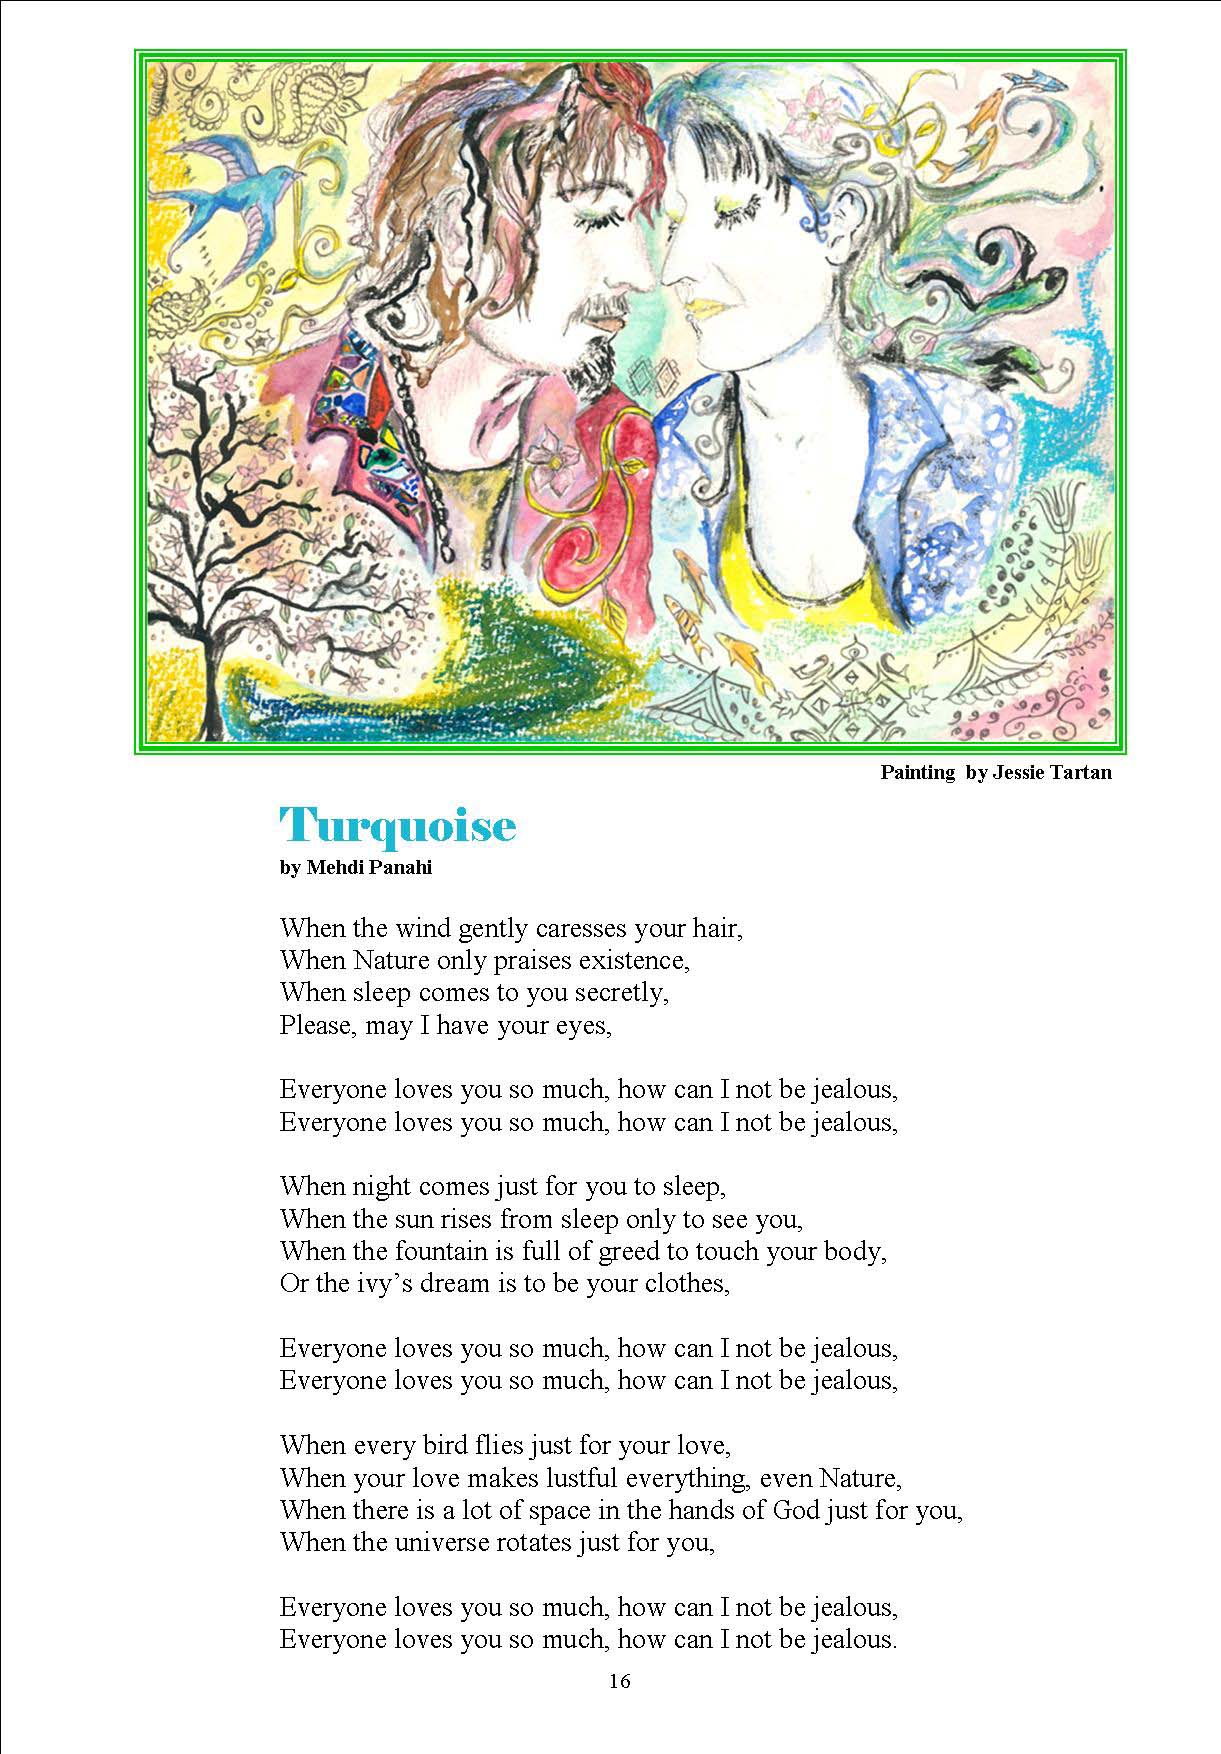 Painting by Jessie Tartan
Turquoise
by Mehdi Panahi
When the wind gently caresses your hair,
When Nature only praises existence,
When sleep comes to you secretly,
Please, may I have your eyes,
Everyone loves you so much, how can I not be jealous,
Everyone loves you so much, how can I not be jealous,
When night comes just for you to sleep,
When the sun rises from sleep only to see you,
When the fountain is full of greed to touch your body,
Or the ivy’s dream is to be your clothes,
Everyone loves you so much, how can I not be jealous,
Everyone loves you so much, how can I not be jealous,
When every bird flies just for your love,
When your love makes lustful everything, even Nature,
When there is a lot of space in the hands of God just for you,
When the universe rotates just for you,
Everyone loves you so much, how can I not be jealous,
Everyone loves you so much, how can I not be jealous.
16